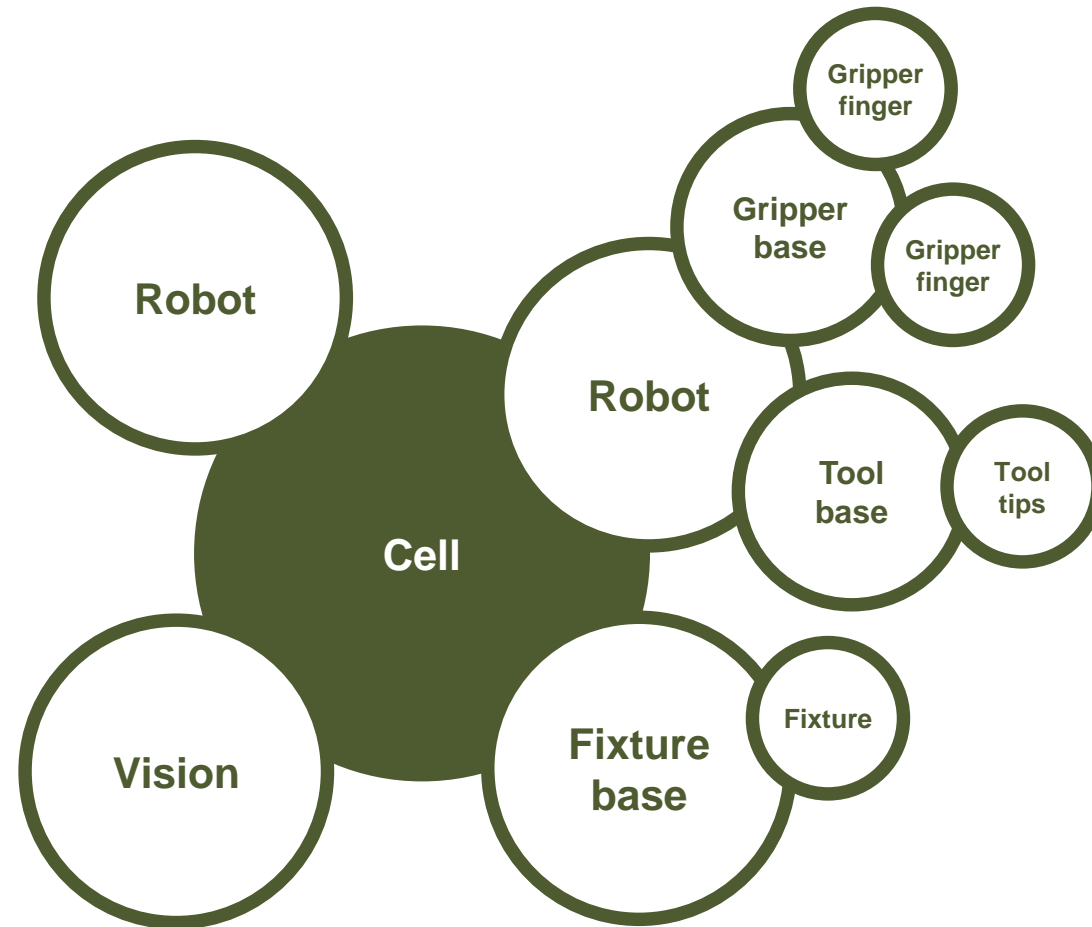 Gripper
finger
Gripper
base
Gripper
finger
Robot
Robot
Tool
base
Tool
tips
Cell
Fixture
Fixture
base
Vision